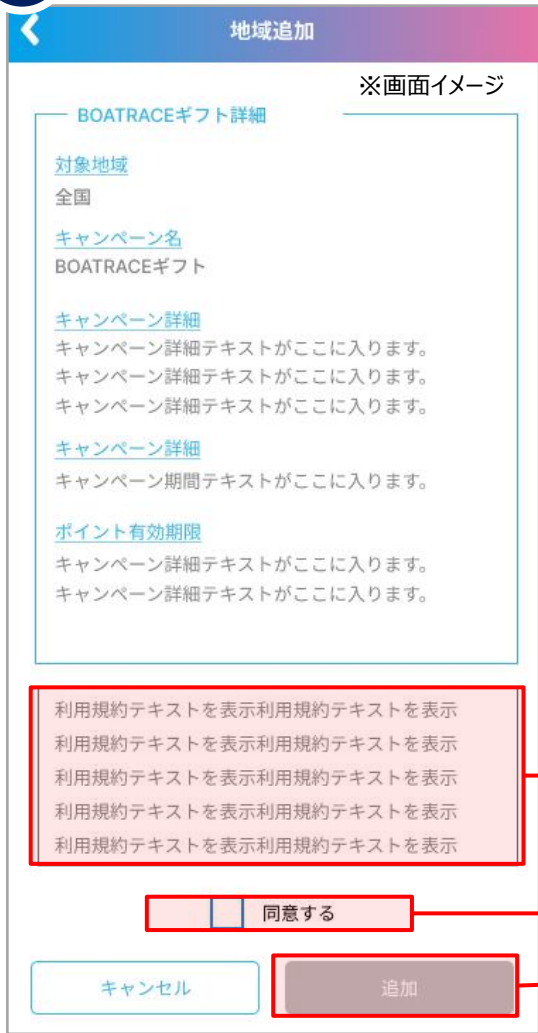 地域追加
※画面イメージ
BOATRACEギフト詳細
対象地域
全国
キャンペーン名
BOATRACEギフト
キャンペーン詳細
キャンペーン詳細テキストがここに入ります。
キャンペーン詳細テキストがここに入ります。
キャンペーン詳細テキストがここに入ります。
キャンペーン詳細
キャンペーン期間テキストがここに入ります。
ポイント有効期限
キャンペーン詳細テキストがここに入ります。
キャンペーン詳細テキストがここに入ります。
利用規約テキストを表示利用規約テキストを表示
利用規約テキストを表示利用規約テキストを表示
利用規約テキストを表示利用規約テキストを表示
利用規約テキストを表示利用規約テキストを表示
利用規約テキストを表示利用規約テキストを表示
同意する
キャンセル
追加